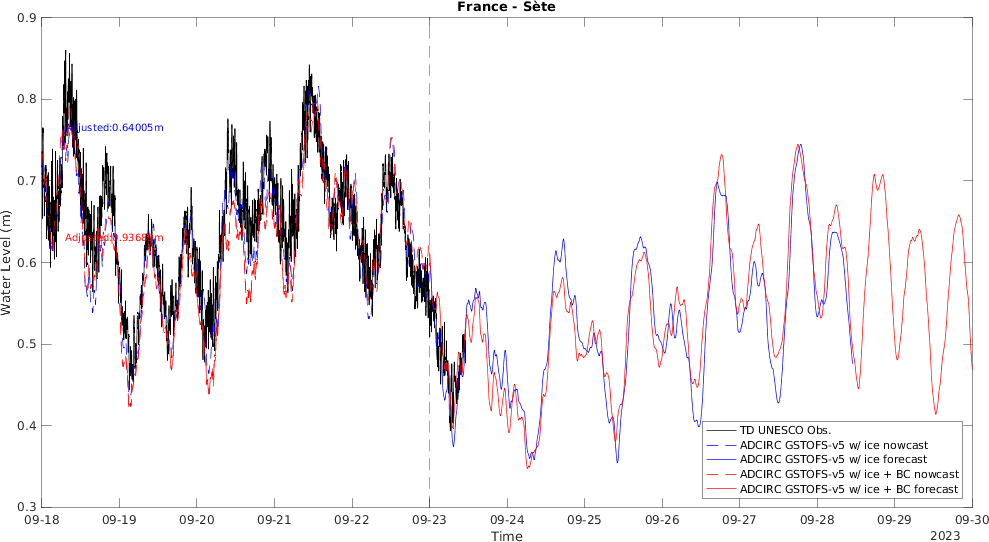 France - Sète
0.9
0.8
0.7
0.6
0.5
0.4
0.3
Water Level (m)
Adjusted:0.64005m
09-18
09-19
09-20
09-21
09-22
09-23
09-24
09-25
09-26
09-27
09-28
09-29
09-30
Time
2023
TD UNESCO Obs.
ADCIRC GSTOFS-v5 w/ ice nowcast
ADCIRC GSTOFS-v5 w/ ice forecast
ADCIRC GSTOFS-v5 w/ ice + BC nowcast
ADCIRC GSTOFS-v5 w/ ice + BC forecast